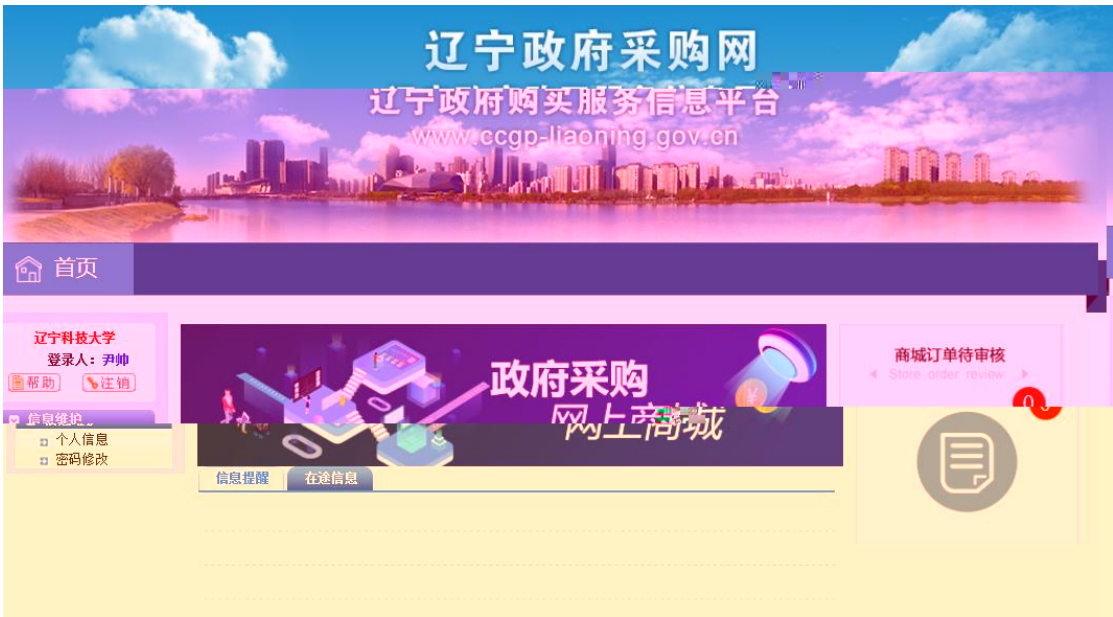 辽宁政府采购网
辽宁政府购买服务信息平台
www.ccgp-liaoning.gov.cn
首页
辽宁科技大学
登录人：尹帅
帮助 注销
信息维护
个人信息
密码修改
政府采购
网上商城
信息提醒 在途信息
商城订单待审核
Store order review